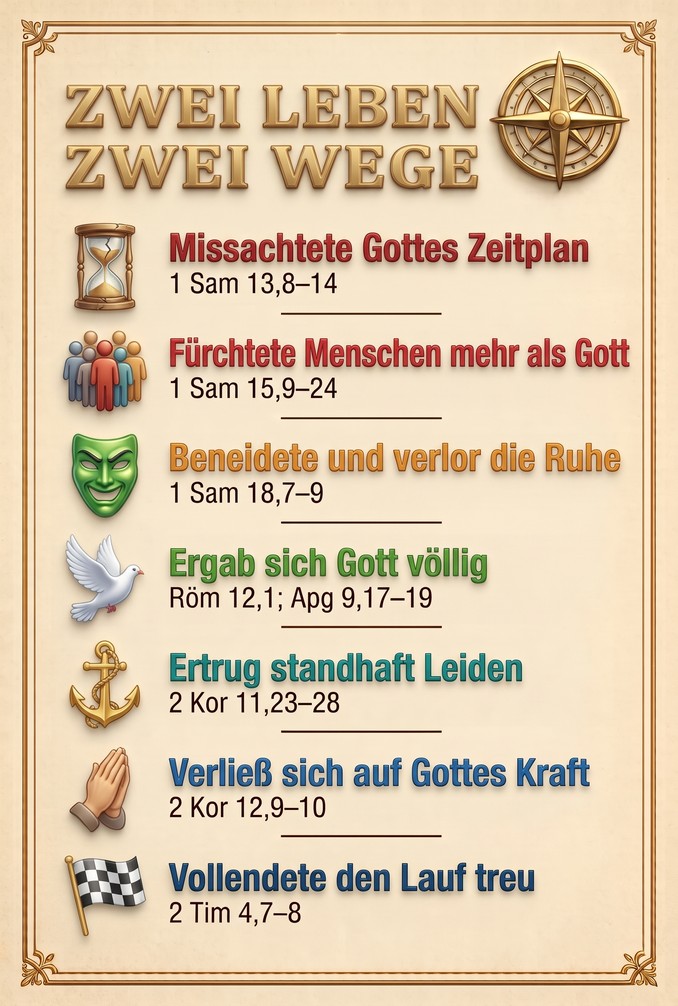 ZWEI LEBEN
ZWEI WEGE
Missachtete Gottes Zeitplan
1 Sam 13,8–14
Fürchtete Menschen mehr als Gott
1 Sam 15,9–24
Beneidete und verlor die Ruhe
1 Sam 18,7–9
Ergab sich Gott völlig
Röm 12,1; Apg 9,17–19
Ertrug standhaft Leiden
2 Kor 11,23–28
Verließ sich auf Gottes Kraft
2 Kor 12,9–10
Vollendete den Lauf treu
2 Tim 4,7–8